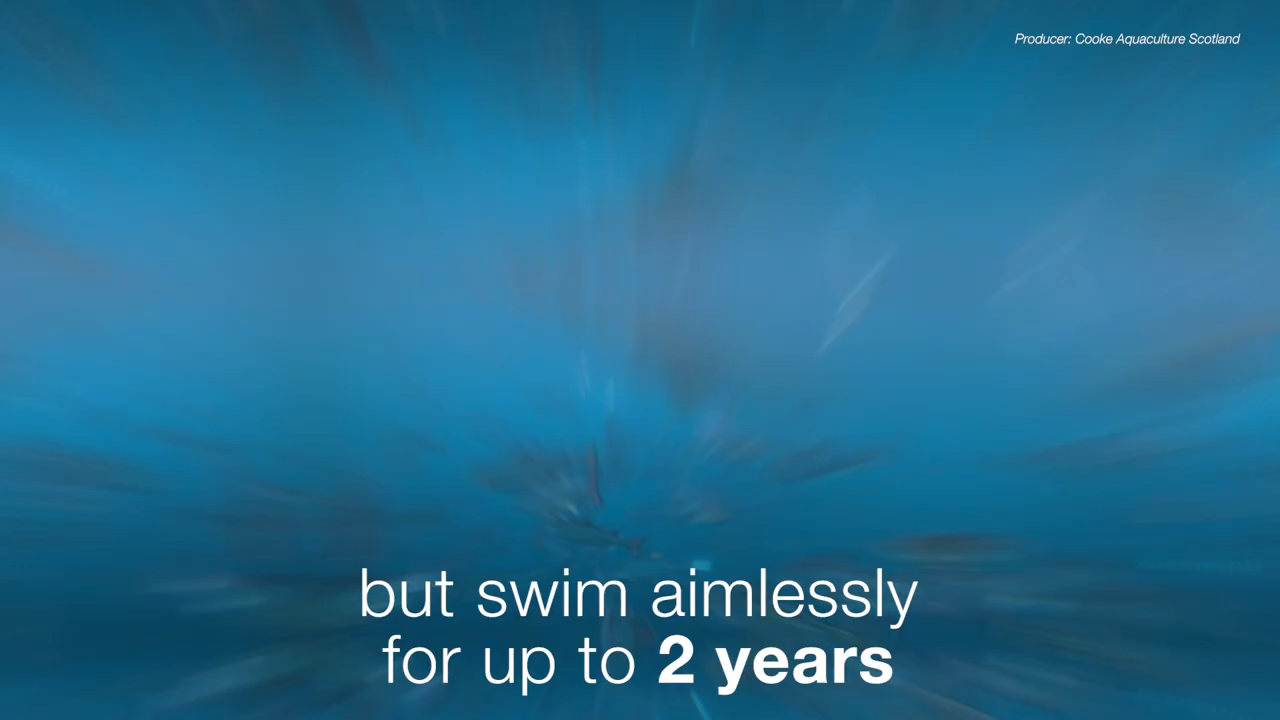 Producer: Cooke Aquaculture Scotland
but swim aimlessly
for up to 2 years